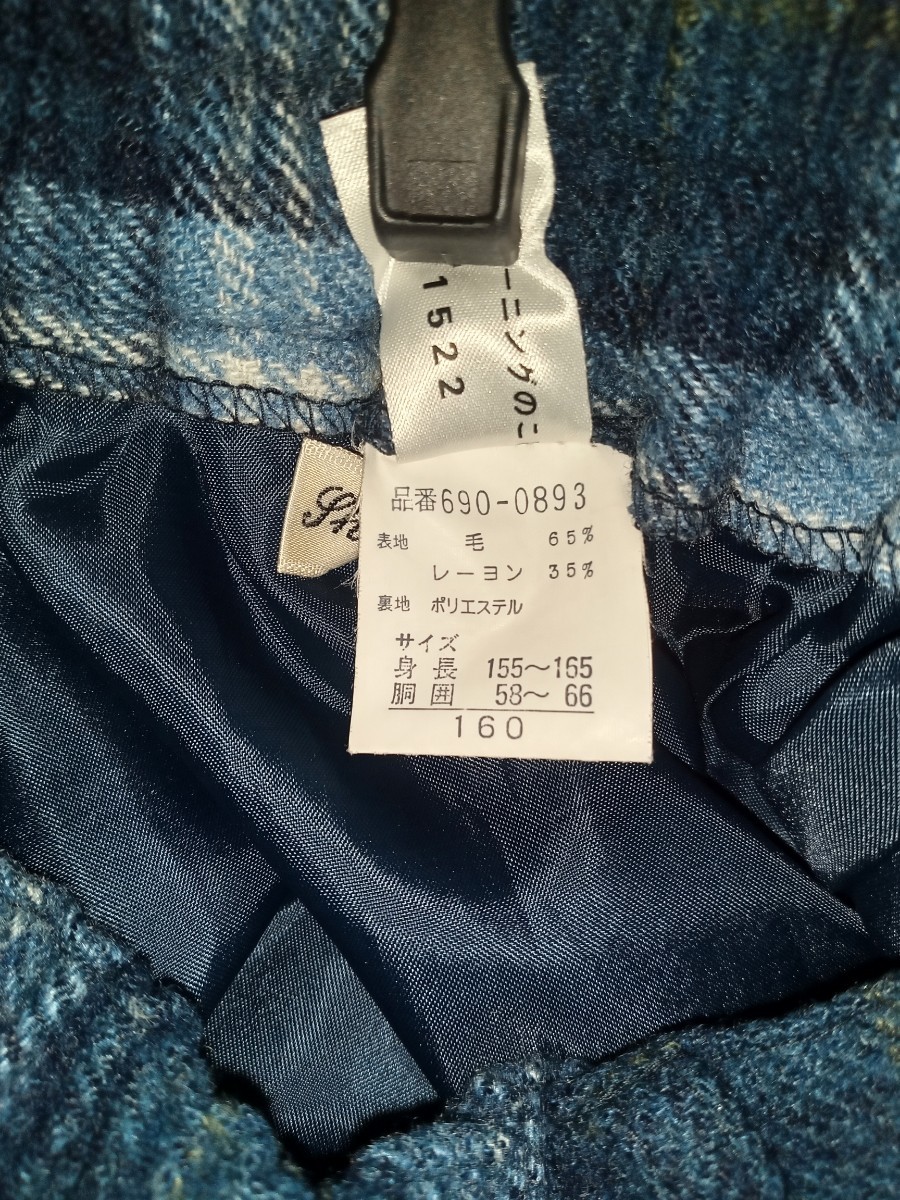 ーニングのこ
1522
品番690-0893
表地 毛 65%
レーヨン 35%
裏地 ポリエステル
サイズ
身長 155~165
胴囲 58~ 66
160